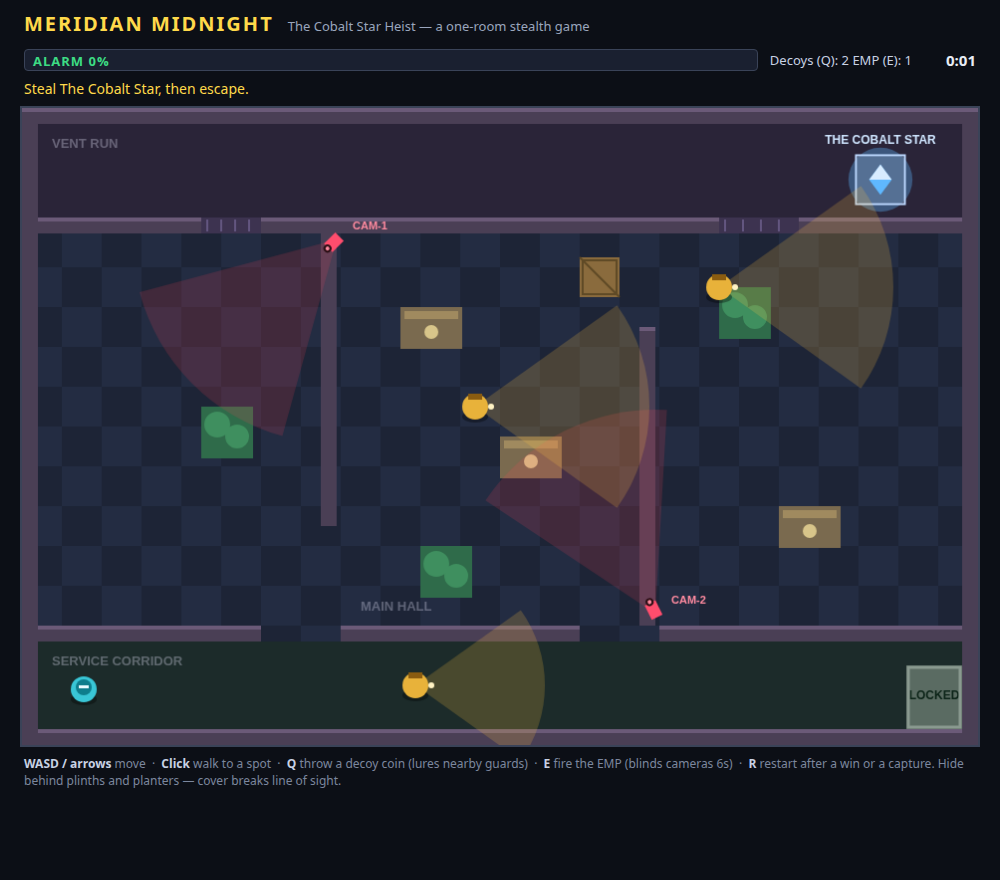 MERIDIAN MIDNIGHT The Cobalt Star Heist — a one-room stealth game
ALARM 0% Decoys (Q): 2 EMP (E): 1 0:01
Steal The Cobalt Star, then escape.
VENT RUN
THE COBALT STAR
CAM-1
CAM-2
MAIN HALL
SERVICE CORRIDOR
LOCKED
WASD / arrows move · Click walk to a spot · Q throw a decoy coin (lures nearby guards) · E fire the EMP (blinds cameras 6s) · R restart after a win or a capture. Hide
behind plinths and planters — cover breaks line of sight.